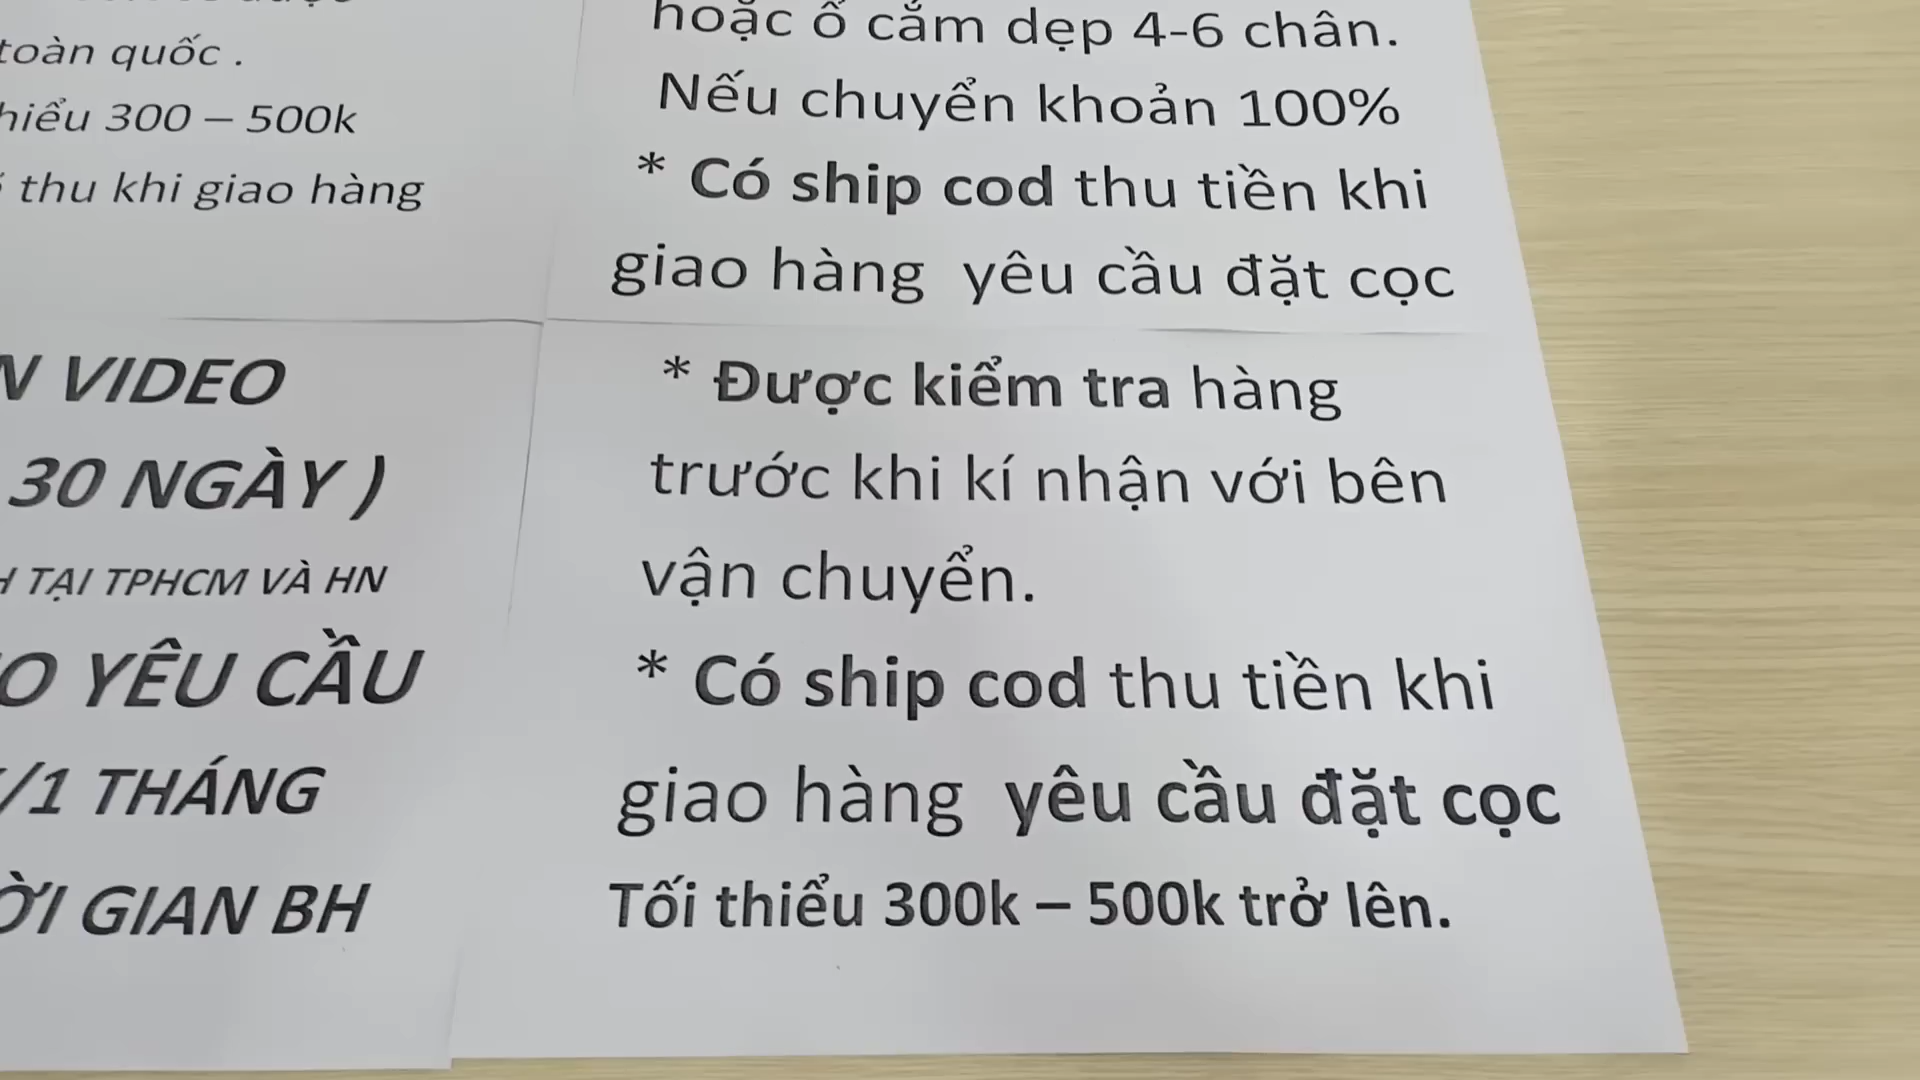 toàn quốc .
300 – 500k
thu khi giao hàng
hoặc ổ cắm dẹp 4-6 chân.
Nếu chuyển khoản 100%
* Có ship cod thu tiền khi
giao hàng yêu cầu đặt cọc
VIDEO
30 NGÀY )
TẠI TPHCM VÀ HN
YÊU CẦU
/1 THÁNG
GIAN BH
* Được kiểm tra hàng
trước khi kí nhận với bên
vận chuyển.
* Có ship cod thu tiền khi
giao hàng yêu cầu đặt cọc
Tối thiểu 300k – 500k trở lên.